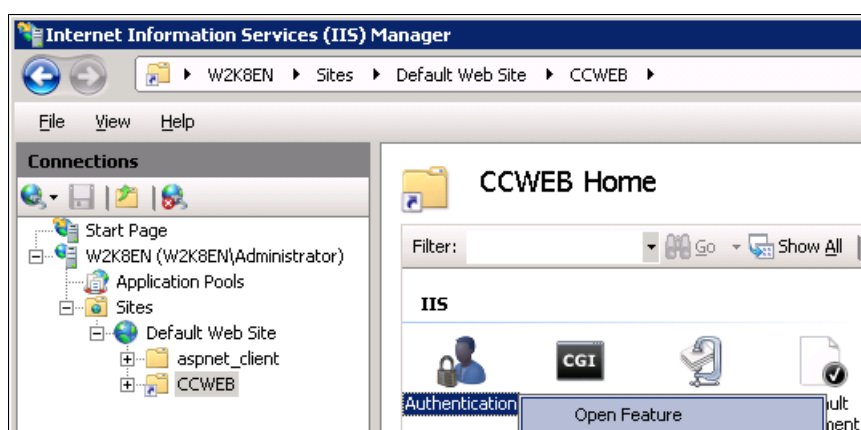 Internet Information Services (IIS) Manager
W2K8EN Sites Default Web Site CCWEB
File View Help
Connections
CCWEB Home
Start Page
W2K8EN (W2K8EN\Administrator)
Application Pools
Sites
Default Web Site
aspnet_client
CCWEB
Filter: Go Show All
IIS
CGI
Authentication
Open Feature